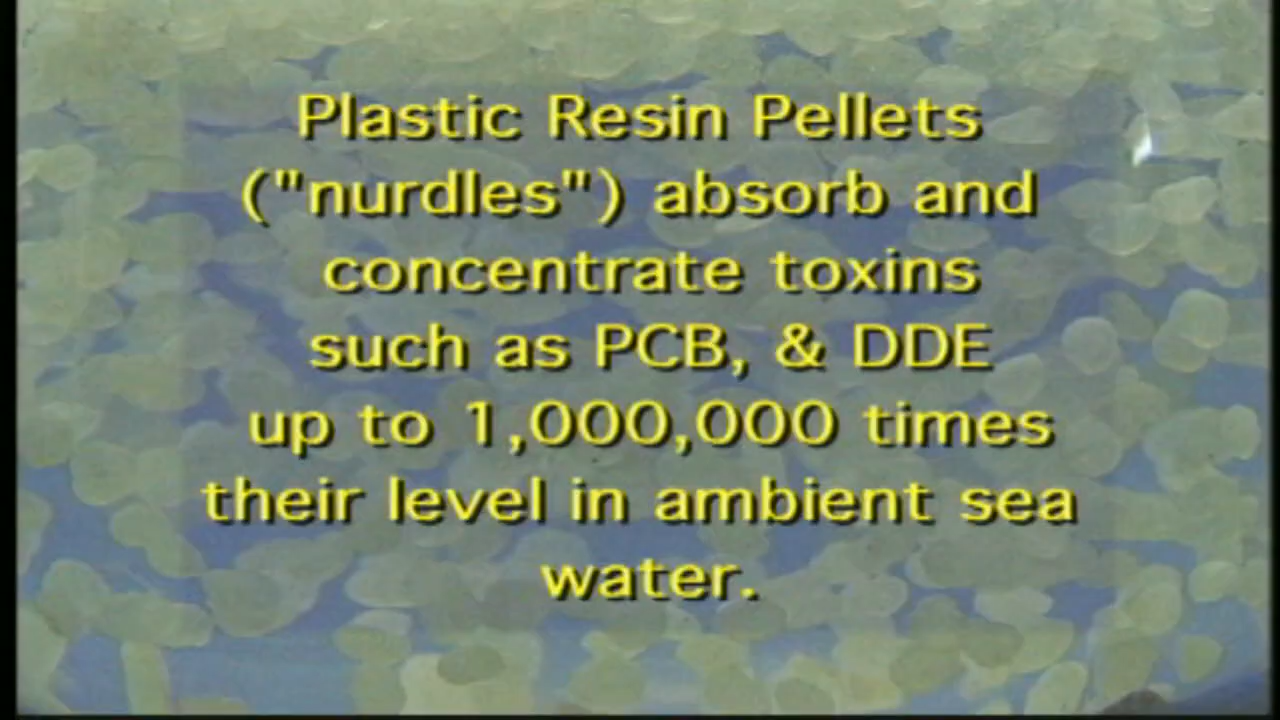 Plastic Resin Pellets
("nurdles") absorb and
concentrate toxins
such as PCB, & DDE
up to 1,000,000 times
their level in ambient sea
water.